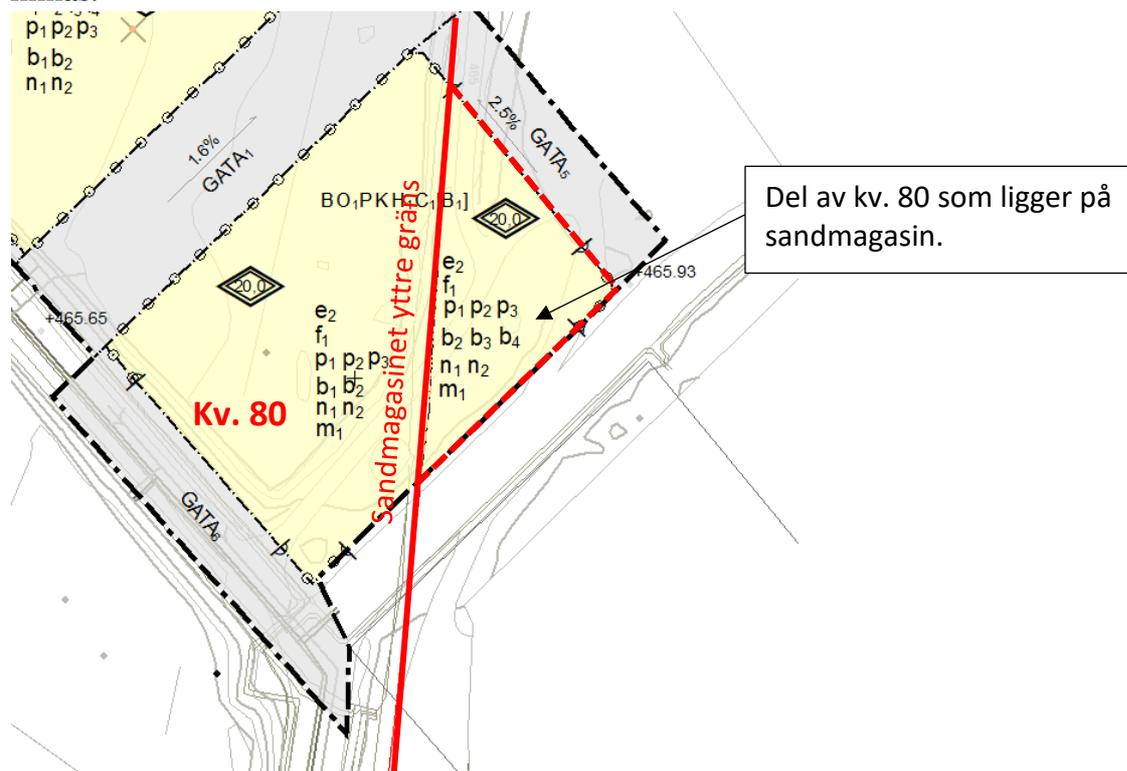 p₁ p₂ p₃
b₁ b₂
n₁ n₂
1.6%
GATA₁
2.5%
GATA₅
Del av kv. 80 som ligger på
sandmagasin.
20,0
+465.93
e₂
f₁
p₁ p₂ p₃
b₂ b₃ b₄
n₁ n₂
m₁
20,0
+465.65
e₂
f₁
p₁ p₂ p₃
b₁ b₂
n₁ n₂
m₁
Sandmagasinet yttre gräns
Kv. 80
GATA₆